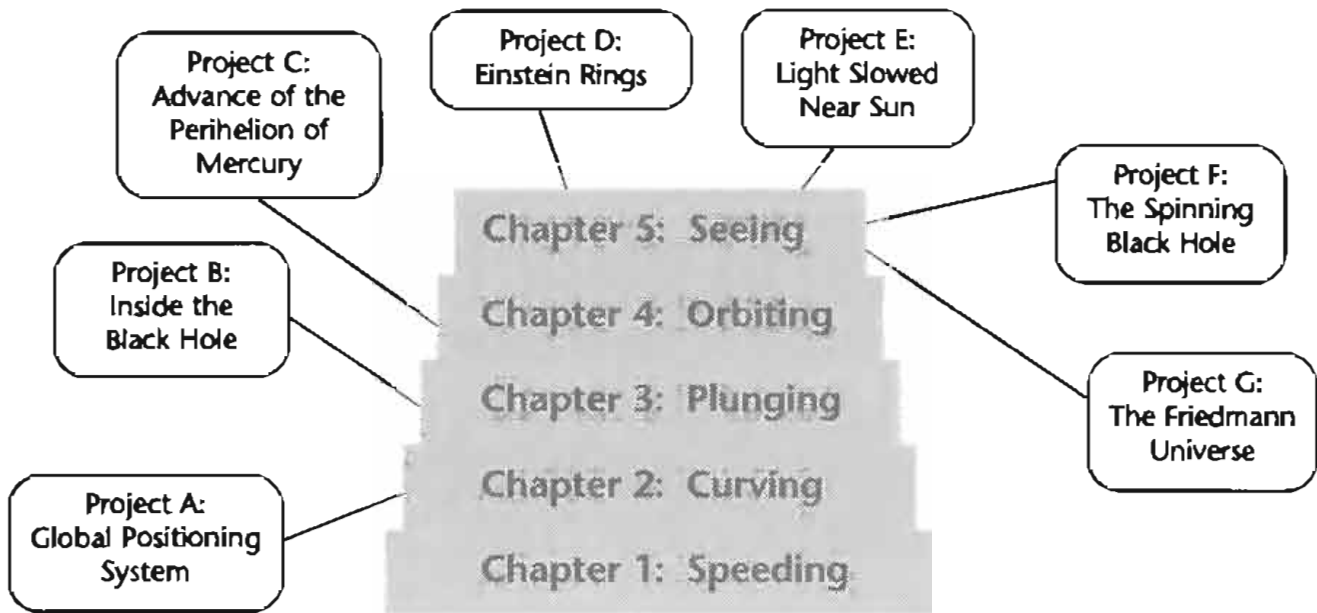 Project C:
Advance of the
Perihelion of
Mercury
Project D:
Einstein Rings
Project E:
Light Slowed
Near Sun
Project F:
The Spinning
Black Hole
Project B:
Inside the
Black Hole
Project G:
The Friedmann
Universe
Project A:
Global Positioning
System
Chapter 5: Seeing
Chapter 4: Orbiting
Chapter 3: Plunging
Chapter 2: Curving
Chapter 1: Speeding